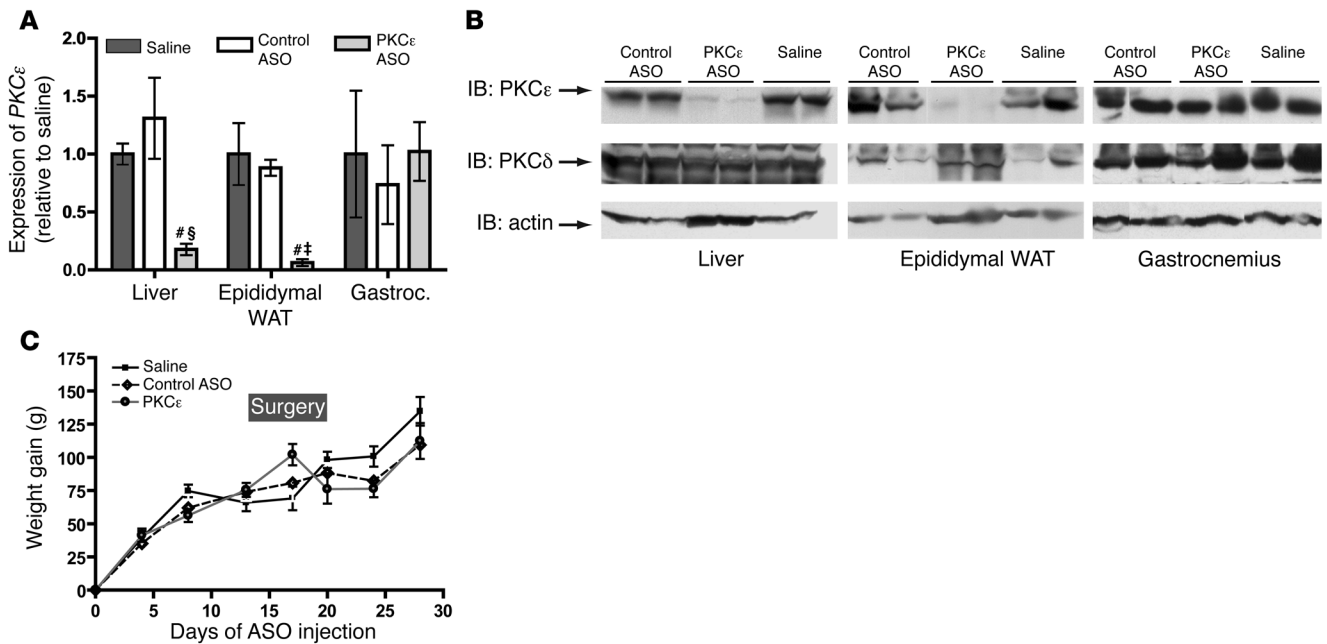 A
Expression of PKCε
(relative to saline)
2.0
1.5
1.0
0.5
0.0
Saline
Control
ASO
PKCε
ASO
#§
#‡
Liver
Epididymal
WAT
Gastroc.
B
Control
ASO
PKCε
ASO
Saline
Control
ASO
PKCε
ASO
Saline
Control
ASO
PKCε
ASO
Saline
IB: PKCε
IB: PKCδ
IB: actin
Liver
Epididymal WAT
Gastrocnemius
C
Weight gain (g)
175
150
125
100
75
50
25
0
Saline
Control ASO
PKCε
Surgery
0 5 10 15 20 25 30
Days of ASO injection